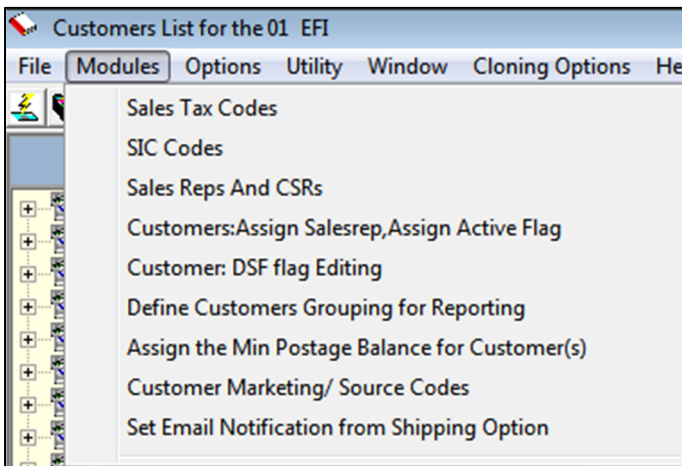 Customers List for the 01 EFI
File Modules Options Utility Window Cloning Options He
Sales Tax Codes
SIC Codes
Sales Reps And CSRs
Customers:Assign Salesrep,Assign Active Flag
Customer: DSF flag Editing
Define Customers Grouping for Reporting
Assign the Min Postage Balance for Customer(s)
Customer Marketing/ Source Codes
Set Email Notification from Shipping Option